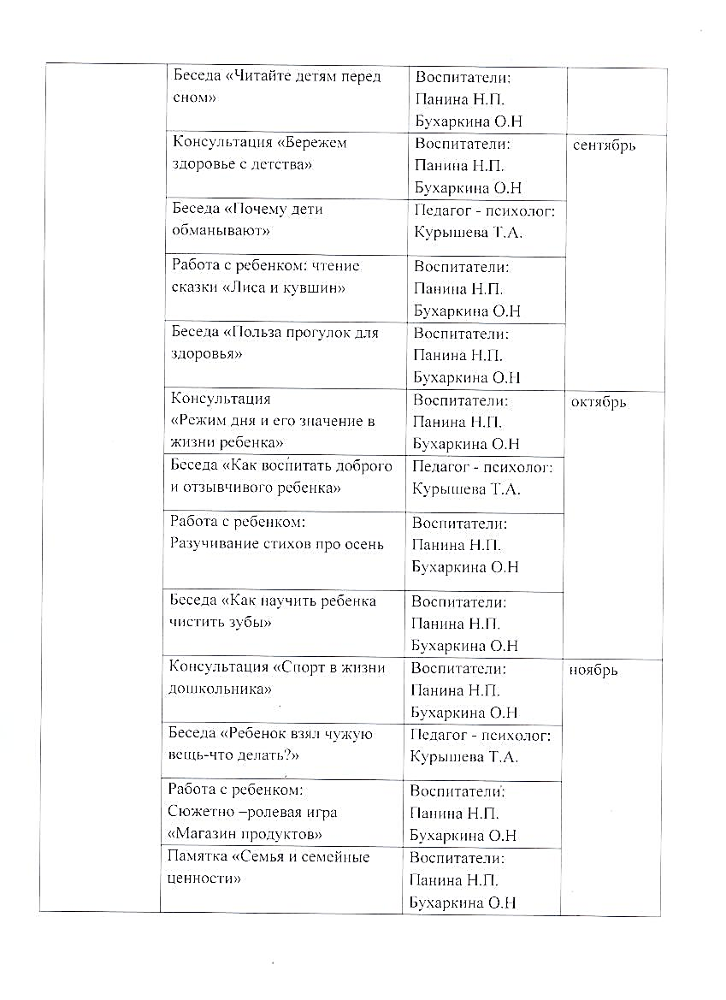 Беседа «Читайте детям перед
сном»
Воспитатели:
Панина Н.П.
Бухаркина О.Н
Консультация «Бережем
здоровье с детства»
Воспитатели:
Панина Н.П.
Бухаркина О.Н
сентябрь
Беседа «Почему дети
обманывают»
Педагог - психолог:
Курышева Т.А.
Работа с ребенком: чтение
сказки «Лиса и кувшин»
Воспитатели:
Панина Н.П.
Бухаркина О.Н
Беседа «Польза прогулок для
здоровья»
Воспитатели:
Панина Н.П.
Бухаркина О.Н
Консультация
«Режим дня и его значение в
жизни ребенка»
Воспитатели:
Панина Н.П.
Бухаркина О.Н
октябрь
Беседа «Как воспитать доброго
и отзывчивого ребенка»
Педагог - психолог:
Курышева Т.А.
Работа с ребенком:
Разучивание стихов про осень
Воспитатели:
Панина Н.П.
Бухаркина О.Н
Беседа «Как научить ребенка
чистить зубы»
Воспитатели:
Панина Н.П.
Бухаркина О.Н
Консультация «Спорт в жизни
дошкольника»
Воспитатели:
Панина Н.П.
Бухаркина О.Н
ноябрь
Беседа «Ребенок взял чужую
вещь-что делать?»
Педагог - психолог:
Курышева Т.А.
Работа с ребенком:
Сюжетно –ролевая игра
«Магазин продуктов»
Воспитатели:
Панина Н.П.
Бухаркина О.Н
Памятка «Семья и семейные
ценности»
Воспитатели:
Панина Н.П.
Бухаркина О.Н